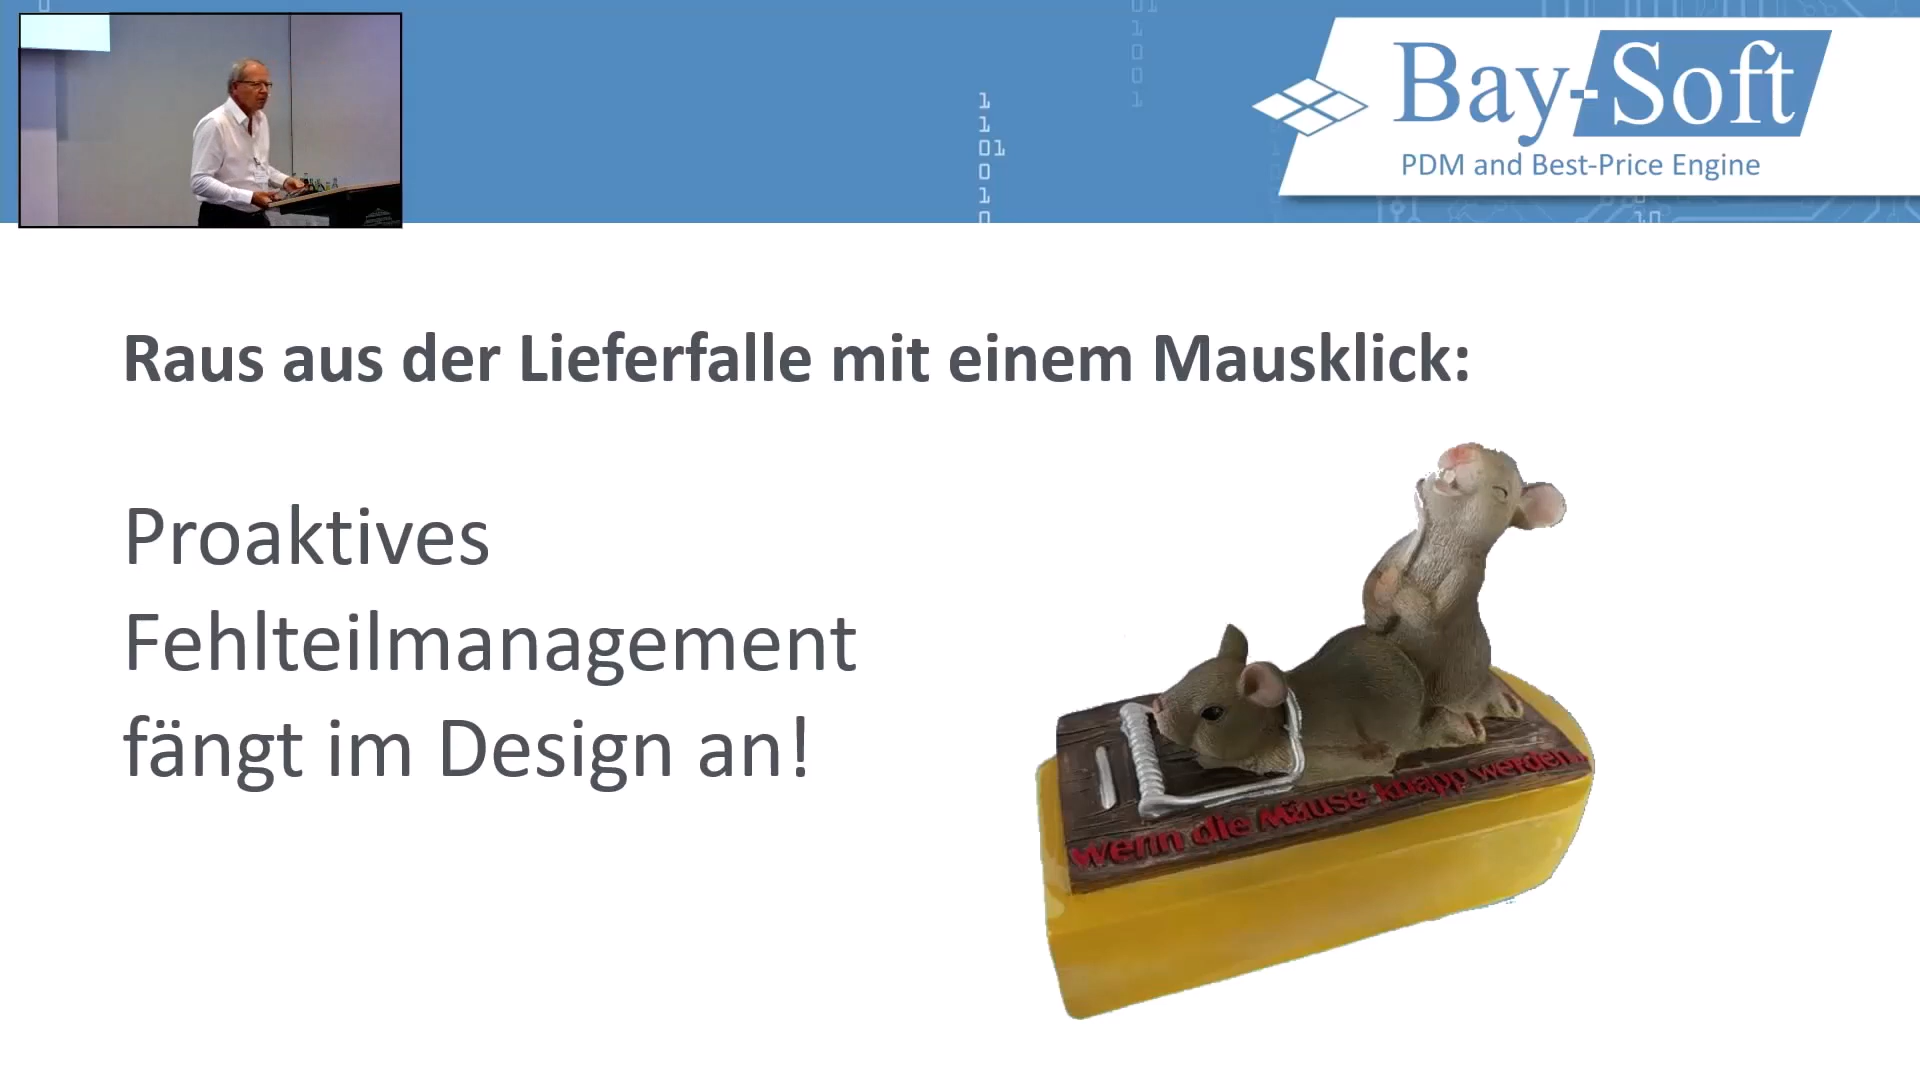 Bay-Soft
PDM and Best-Price Engine
Raus aus der Lieferfalle mit einem Mausklick:
Proaktives
Fehlteilmanagement
fängt im Design an!
wenn die Mäuse knapp werden